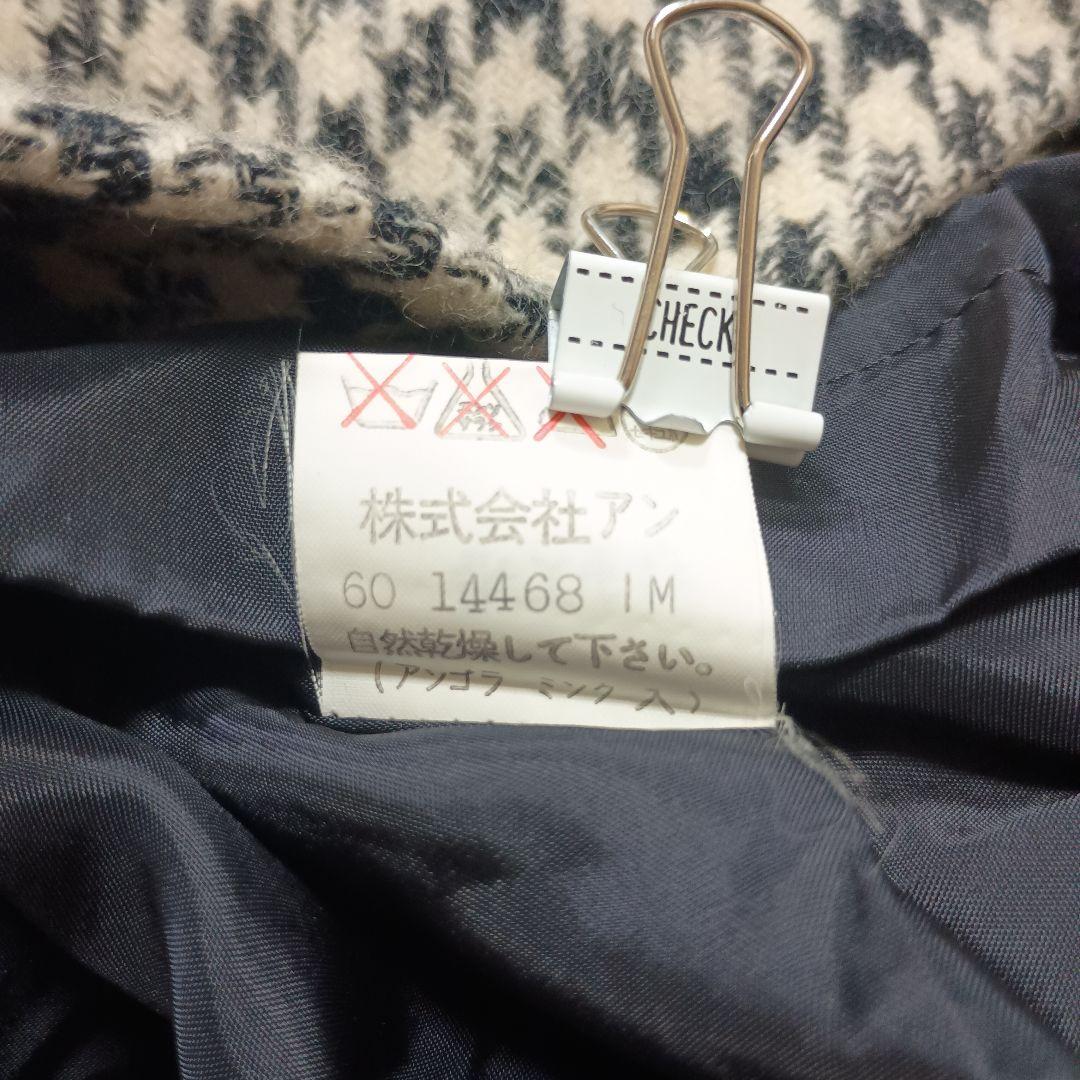 CHECK
株式会社アン
60 14468 1M
自然乾燥して下さい。
(アンゴラ ミンク 入)